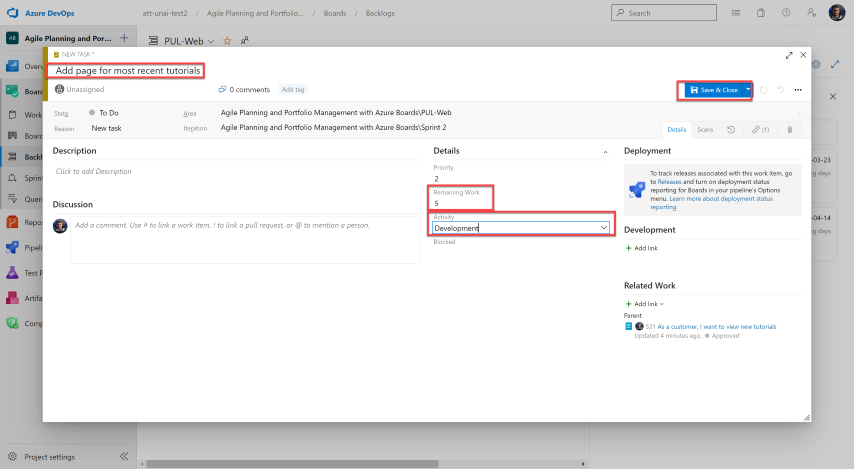 Azure DevOps
att-unai-test2 / Agile Planning and Portfolio... / Boards / Backlogs
Search
AB Agile Planning and Por... +
PUL-Web
Overv
Board
Work
Board
Backl
Sprin
Queri
Repos
Pipeli
Test P
Artifa
Comp
Project settings
NEW TASK *
Add page for most recent tutorials
Unassigned
0 comments
Add tag
Save & Close
State
To Do
Area
Agile Planning and Portfolio Management with Azure Boards\PUL-Web
Reason
New task
Iteration
Agile Planning and Portfolio Management with Azure Boards\Sprint 2
Details
Scans
(1)
Description
Click to add Description
Discussion
Add a comment. Use # to link a work item, ! to link a pull request, or @ to mention a person.
Details
Priority
2
Remaining Work
5
Activity
Development
Blocked
Deployment
To track releases associated with this work item, go
to Releases and turn on deployment status
reporting for Boards in your pipeline's Options
menu. Learn more about deployment status
reporting
Development
+ Add link
Related Work
+ Add link
Parent
531 As a customer, I want to view new tutorials
Updated 4 minutes ago, Approved
03-23
ng days
04-14
ng days